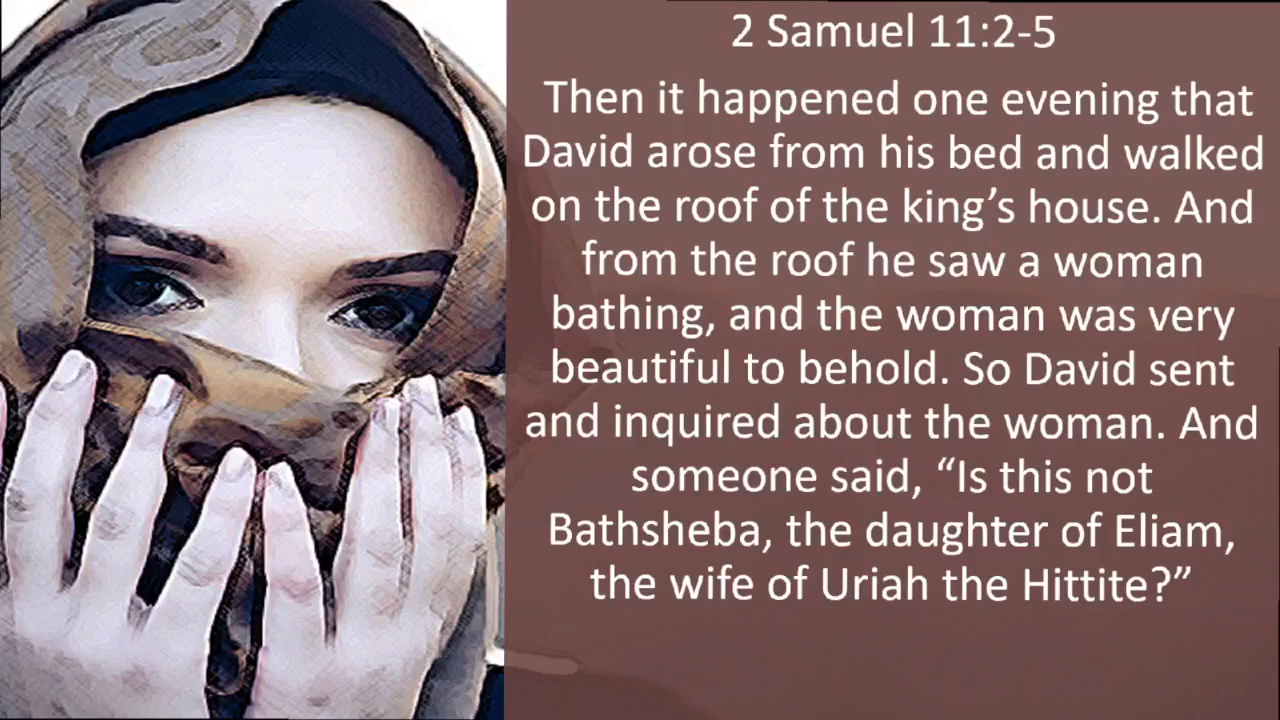 2 Samuel 11:2-5
Then it happened one evening that
David arose from his bed and walked
on the roof of the king’s house. And
from the roof he saw a woman
bathing, and the woman was very
beautiful to behold. So David sent
and inquired about the woman. And
someone said, “Is this not
Bathsheba, the daughter of Eliam,
the wife of Uriah the Hittite?”